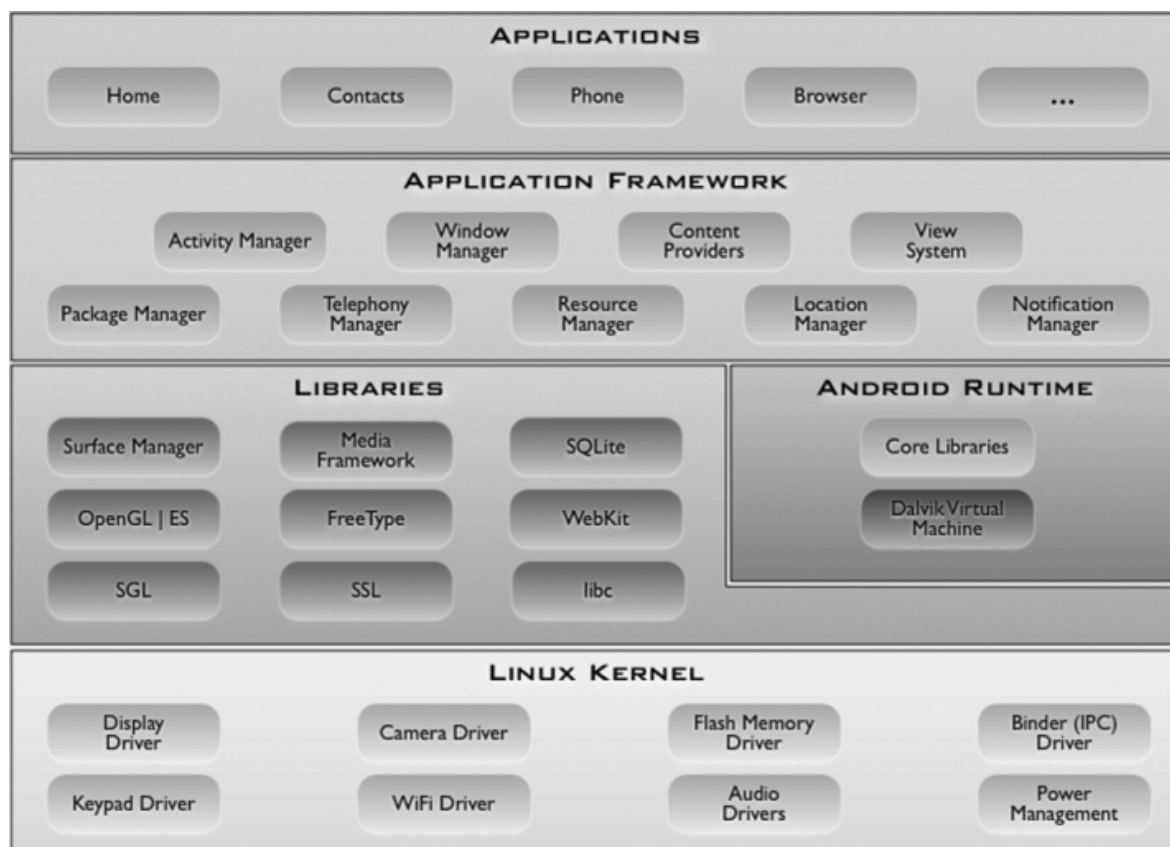 APPLICATIONS
Home
Contacts
Phone
Browser
...
APPLICATION FRAMEWORK
Activity Manager
Window
Manager
Content
Providers
View
System
Package Manager
Telephony
Manager
Resource
Manager
Location
Manager
Notification
Manager
LIBRARIES
Surface Manager
Media
Framework
SQLite
OpenGL | ES
FreeType
WebKit
SGL
SSL
libc
ANDROID RUNTIME
Core Libraries
Dalvik Virtual
Machine
LINUX KERNEL
Display
Driver
Camera Driver
Flash Memory
Driver
Binder (IPC)
Driver
Keypad Driver
WiFi Driver
Audio
Drivers
Power
Management